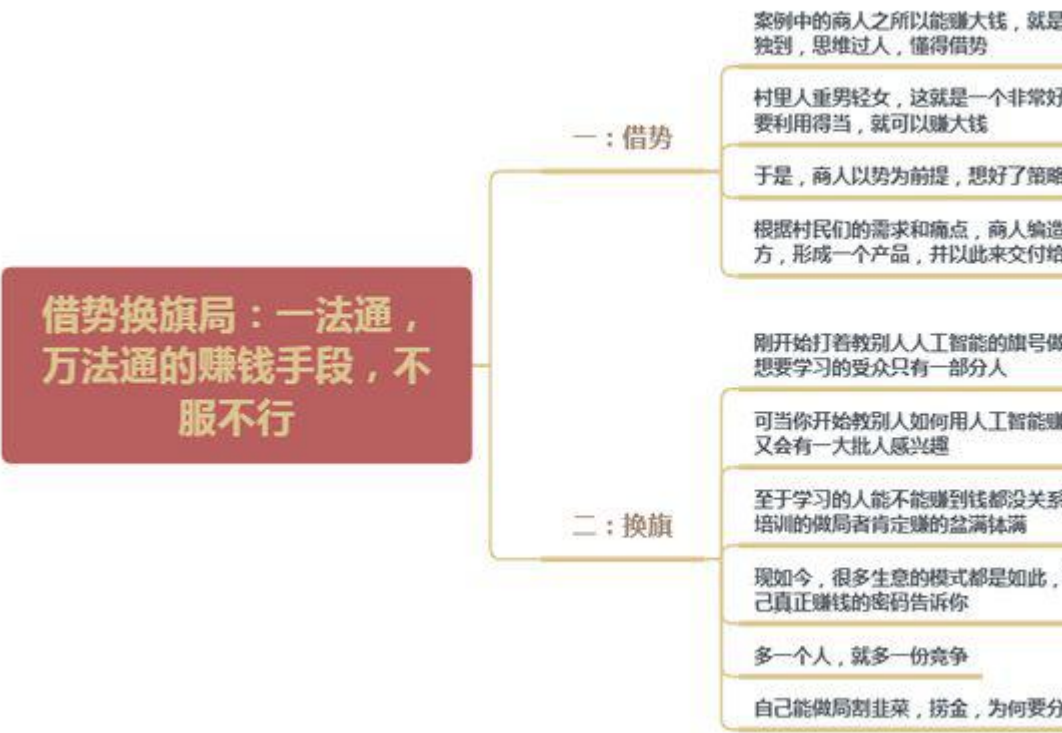 借势换旗局：一法通，
万法通的赚钱手段，不
服不行
一：借势
案例中的商人之所以能赚大钱，就是
独到，思维过人，懂得借势
村里人重男轻女，这就是一个非常好
要利用得当，就可以赚大钱
于是，商人以势为前提，想好了策略
根据村民们的需求和痛点，商人编造
方，形成一个产品，并以此来交付给
二：换旗
刚开始打着教别人人工智能的旗号做
想要学习的受众只有一部分人
可当你开始教别人如何用人工智能赚
又会有一大批人感兴趣
至于学习的人能不能赚到钱都没关系
培训的做局者肯定赚的盆满钵满
现如今，很多生意的模式都是如此，
己真正赚钱的密码告诉你
多一个人，就多一份竞争
自己能做局割韭菜，捞金，为何要分